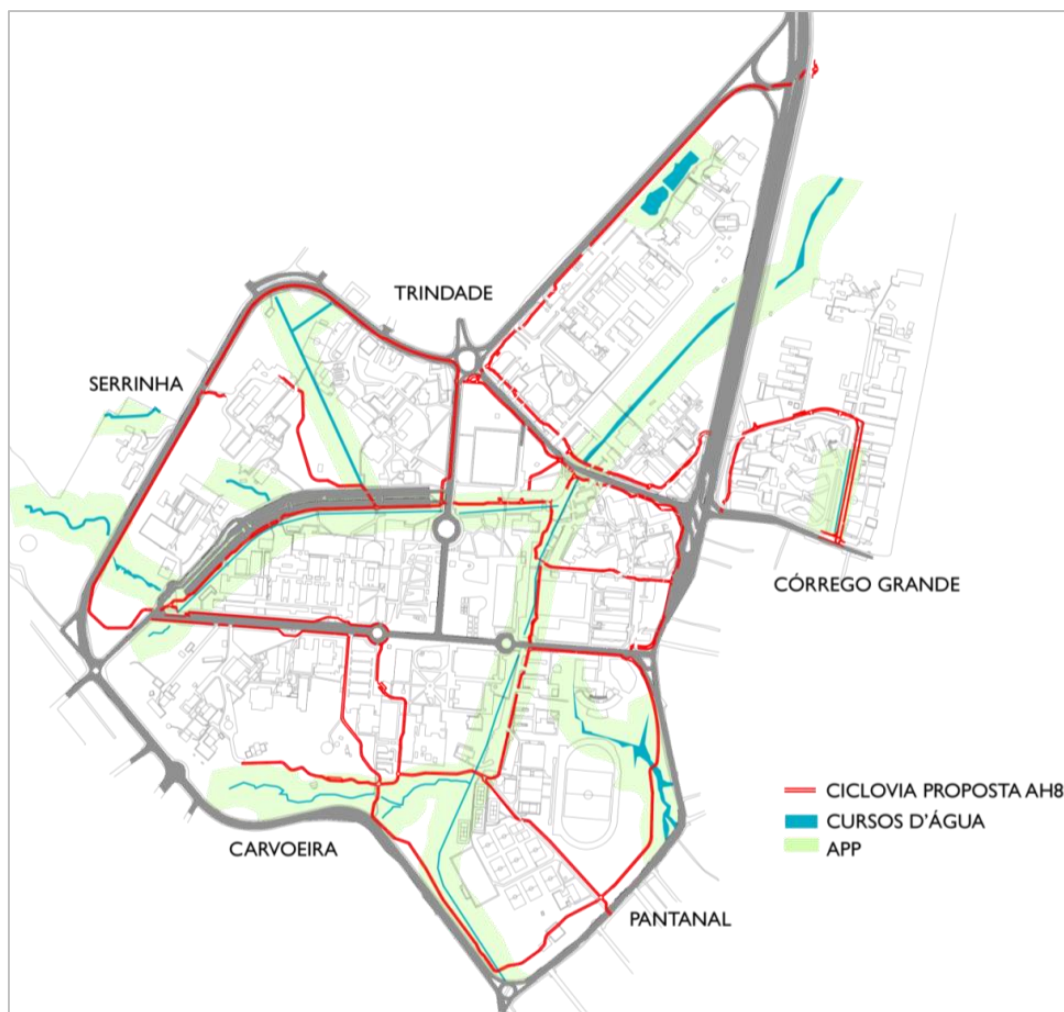 TRINDADE
SERRINHA
CÓRREGO GRANDE
CICLOVIA PROPOSTA AH8
CURSOS D'ÁGUA
APP
CARVOEIRA
PANTANAL